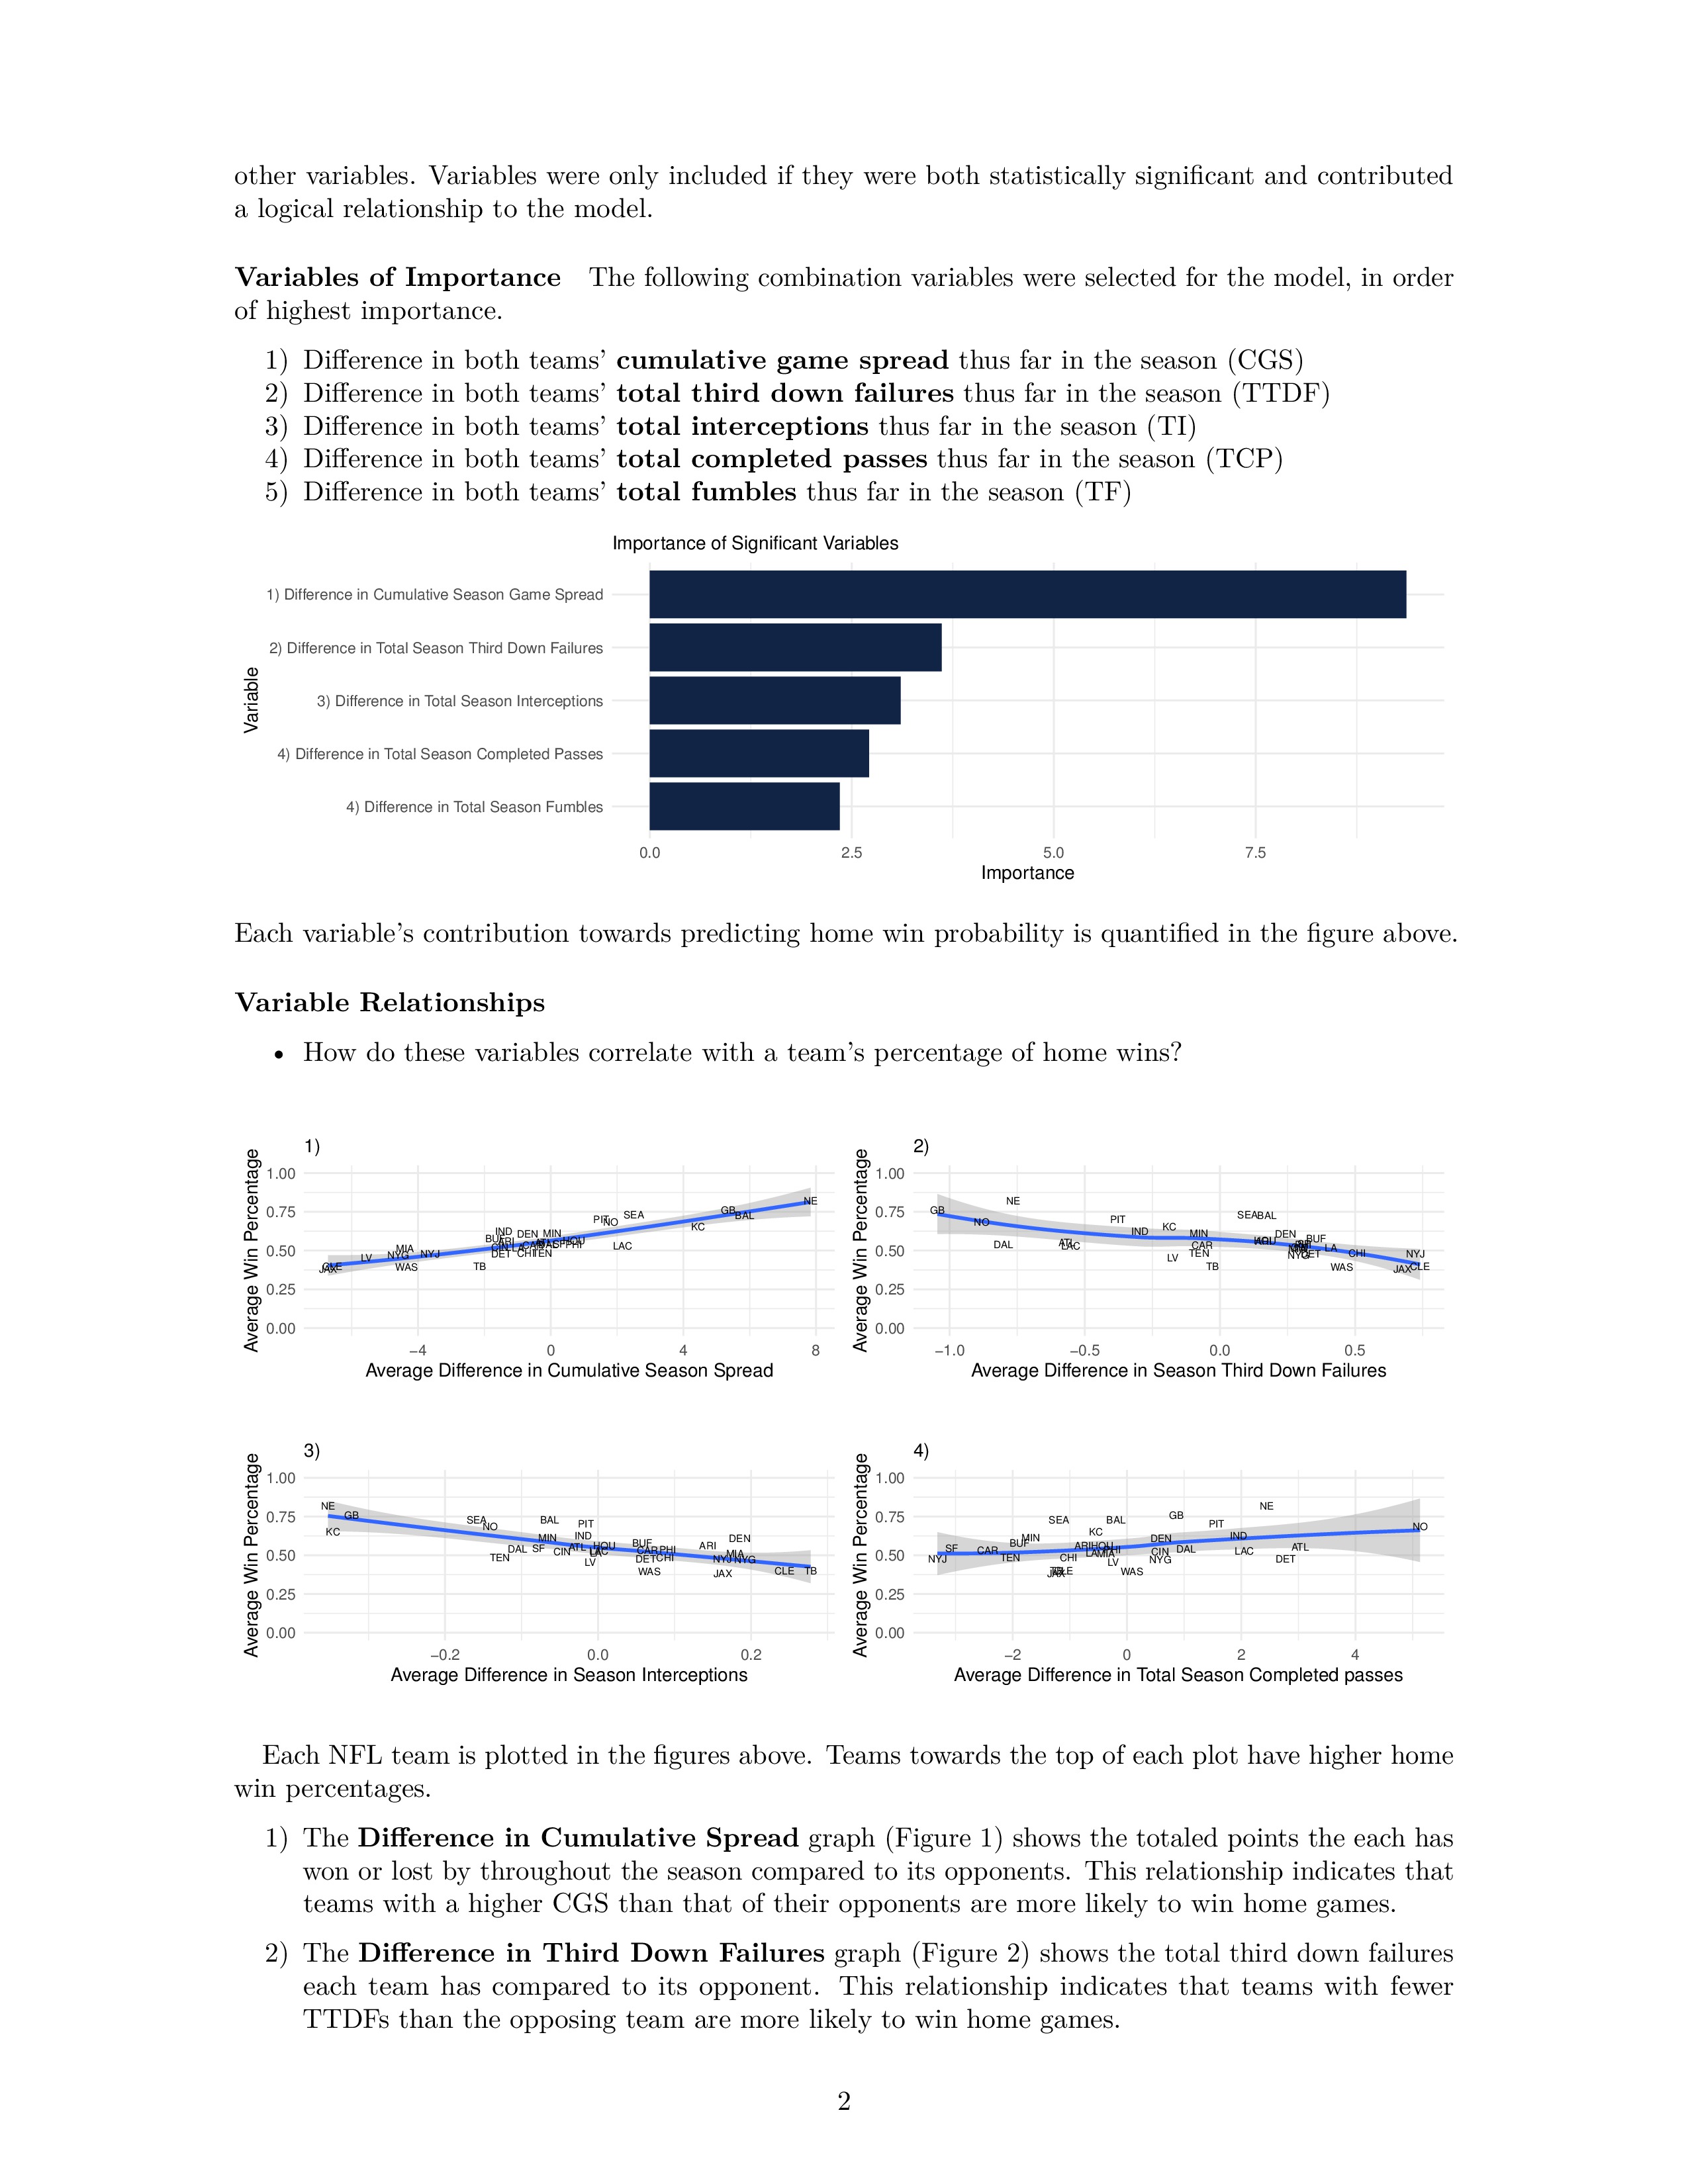 other variables. Variables were only included if they were both statistically significant and contributed
a logical relationship to the model.
Variables of Importance The following combination variables were selected for the model, in order
of highest importance.
1) Difference in both teams' cumulative game spread thus far in the season (CGS)
2) Difference in both teams' total third down failures thus far in the season (TTDF)
3) Difference in both teams' total interceptions thus far in the season (TI)
4) Difference in both teams' total completed passes thus far in the season (TCP)
5) Difference in both teams' total fumbles thus far in the season (TF)
Importance of Significant Variables
Variable
1) Difference in Cumulative Season Game Spread
2) Difference in Total Season Third Down Failures
3) Difference in Total Season Interceptions
4) Difference in Total Season Completed Passes
4) Difference in Total Season Fumbles
0.0 2.5 5.0 7.5
Importance
Each variable's contribution towards predicting home win probability is quantified in the figure above.
Variable Relationships
• How do these variables correlate with a team's percentage of home wins?
1)
Average Win Percentage
1.00
0.75
0.50
0.25
0.00
NE
GB
BAL
SEA
PIT
NO
KC
IND
DEN
MIN
LAC
MIA
NYG
NYJ
LV
WAS
TB
DET
CHI
TEN
−4 0 4 8
Average Difference in Cumulative Season Spread
2)
Average Win Percentage
1.00
0.75
0.50
0.25
0.00
GB
NE
NO
DAL
PIT
IND
KC
MIN
CAR
TEN
LV
TB
SEA
BAL
DEN
BUF
LA
CHI
WAS
NYJ
JAX
CLE
−1.0 −0.5 0.0 0.5
Average Difference in Season Third Down Failures
3)
Average Win Percentage
1.00
0.75
0.50
0.25
0.00
NE
GB
KC
SEA
NO
BAL
PIT
MIN
IND
DAL
SF
TEN
CIN
ATL
HOU
LV
BUF
PHI
DET
CHI
WAS
ARI
DEN
MIA
NYJ
NYG
JAX
CLE
TB
−0.2 0.0 0.2
Average Difference in Season Interceptions
4)
Average Win Percentage
1.00
0.75
0.50
0.25
0.00
NYJ
SF
CAR
TEN
BUF
MIN
SEA
BAL
KC
CHI
LV
WAS
GB
DEN
CIN
NYG
DAL
PIT
IND
LAC
NE
ATL
DET
NO
−2 0 2 4
Average Difference in Total Season Completed passes
Each NFL team is plotted in the figures above. Teams towards the top of each plot have higher home
win percentages.
1) The Difference in Cumulative Spread graph (Figure 1) shows the totaled points the each has
won or lost by throughout the season compared to its opponents. This relationship indicates that
teams with a higher CGS than that of their opponents are more likely to win home games.
2) The Difference in Third Down Failures graph (Figure 2) shows the total third down failures
each team has compared to its opponent. This relationship indicates that teams with fewer
TTDFs than the opposing team are more likely to win home games.
2